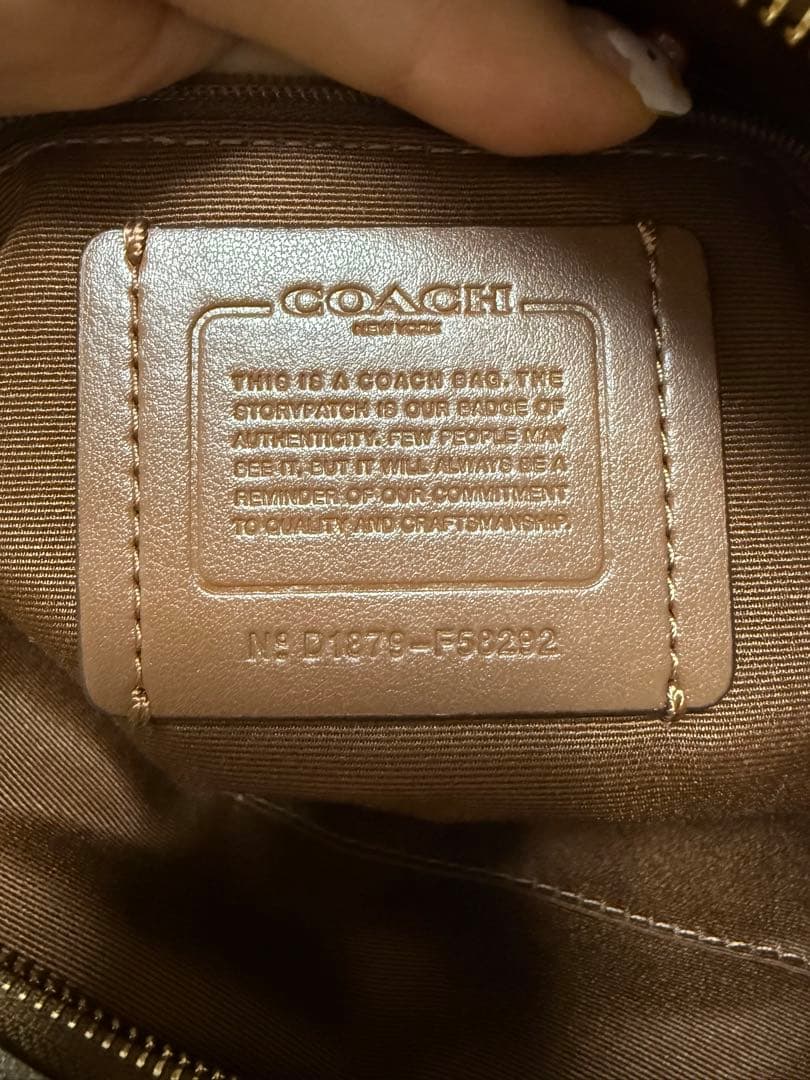 COACH
NEW YORK
THIS IS A COACH BAG. THE
STORYPATCH IS OUR BADGE OF
AUTHENTICITY. FEW PEOPLE MAY
SEE IT, BUT IT WILL ALWAYS BE A
REMINDER OF OUR COMMITMENT
TO QUALITY AND CRAFTSMANSHIP.
Nº D1879-F58292